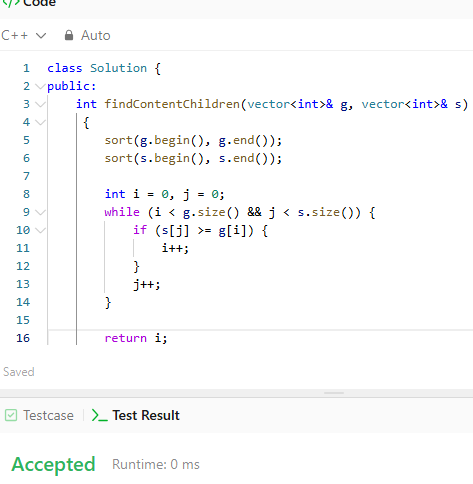 </> Code
C++ Auto
1 class Solution {
2 public:
3     int findContentChildren(vector<int>& g, vector<int>& s)
4     {
5         sort(g.begin(), g.end());
6         sort(s.begin(), s.end());
7
8         int i = 0, j = 0;
9         while (i < g.size() && j < s.size()) {
10             if (s[j] >= g[i]) {
11                 i++;
12             }
13             j++;
14         }
15
16         return i;
Saved
Testcase >_ Test Result
Accepted Runtime: 0 ms